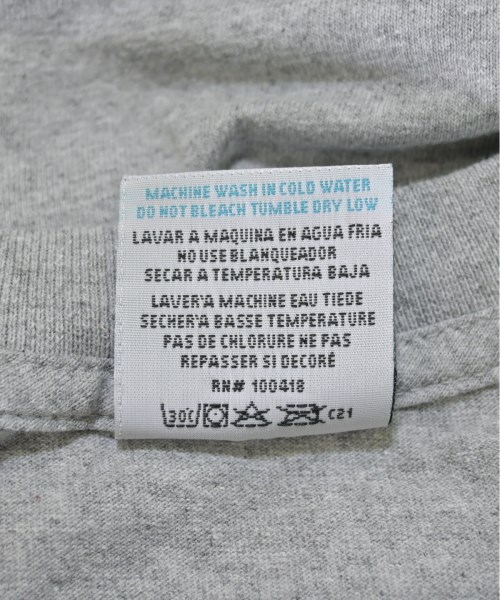 MACHINE WASH IN COLD WATER
DO NOT BLEACH TUMBLE DRY LOW
LAVAR A MAQUINA EN AGUA FRIA
NO USE BLANQUEADOR
SECAR A TEMPERATURA BAJA
LAVER'A MACHINE EAU TIEDE
SECHER'A BASSE TEMPERATURE
PAS DE CHLORURE NE PAS
REPASSER SI DECORÉ
RN# 100418
30°C C21